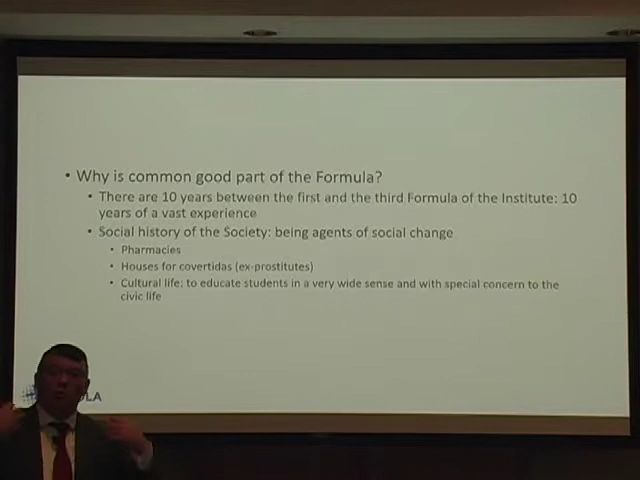 • Why is common good part of the Formula?
• There are 10 years between the first and the third Formula of the Institute: 10
years of a vast experience
• Social history of the Society: being agents of social change
• Pharmacies
• Houses for covertidas (ex-prostitutes)
• Cultural life: to educate students in a very wide sense and with special concern to the
civic life
LA